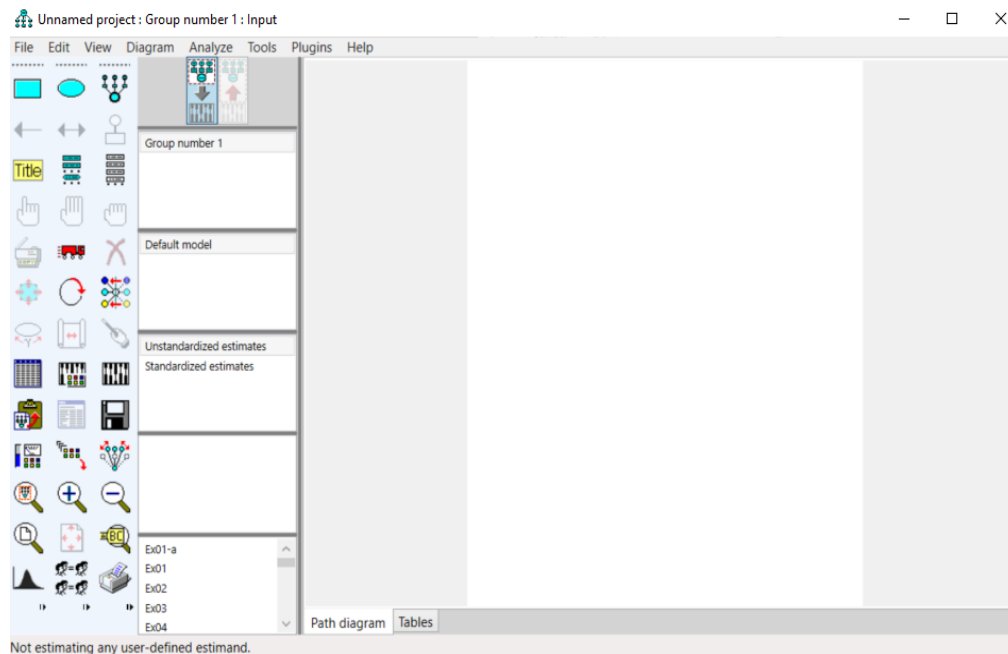 Unnamed project : Group number 1 : Input
File Edit View Diagram Analyze Tools Plugins Help
Title
Group number 1
Default model
Unstandardized estimates
Standardized estimates
Ex01-a
Ex01
Ex02
Ex03
Ex04
Path diagram Tables
Not estimating any user-defined estimand.